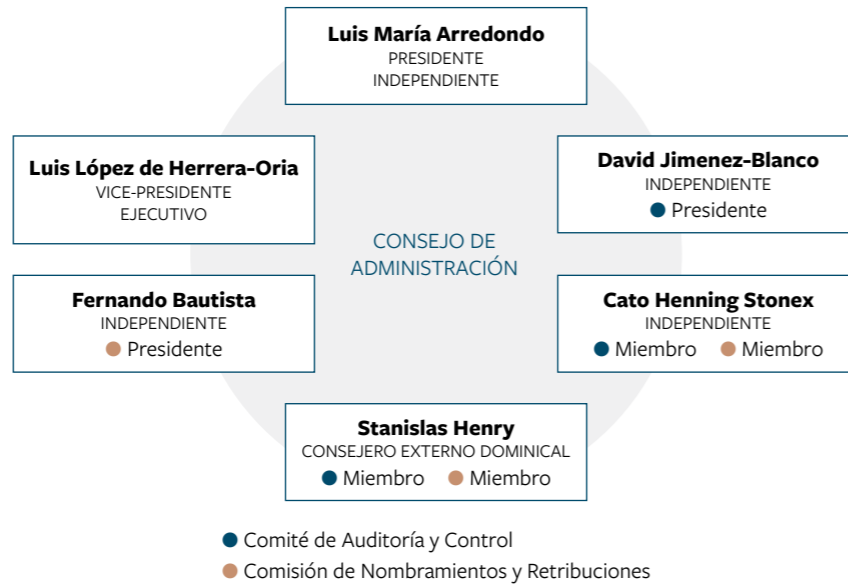 Luis María Arredondo
PRESIDENTE
INDEPENDIENTE
Luis López de Herrera-Oria
VICE-PRESIDENTE
EJECUTIVO
David Jimenez-Blanco
INDEPENDIENTE
Presidente
CONSEJO DE
ADMINISTRACIÓN
Fernando Bautista
INDEPENDIENTE
Presidente
Cato Henning Stonex
INDEPENDIENTE
Miembro Miembro
Stanislas Henry
CONSEJERO EXTERNO DOMINICAL
Miembro Miembro
Comité de Auditoría y Control
Comisión de Nombramientos y Retribuciones